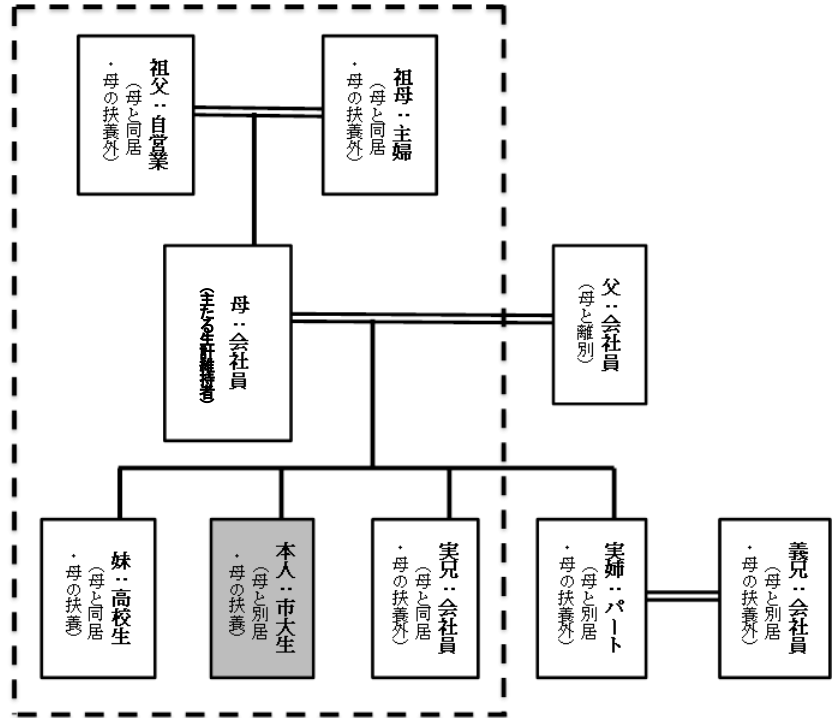 祖父：自営業
（母と同居
・母の扶養外）
祖母：主婦
（母と同居
・母の扶養外）
母：会社員
（主たる生計維持者）
父：会社員
（母と離別）
妹：高校生
（母と同居
・母の扶養）
本人：市大生
（母と別居
・母の扶養）
実兄：会社員
（母と同居
・母の扶養外）
実姉：パート
（母と別居
・母の扶養外）
義兄：会社員
（母と別居
・母の扶養外）